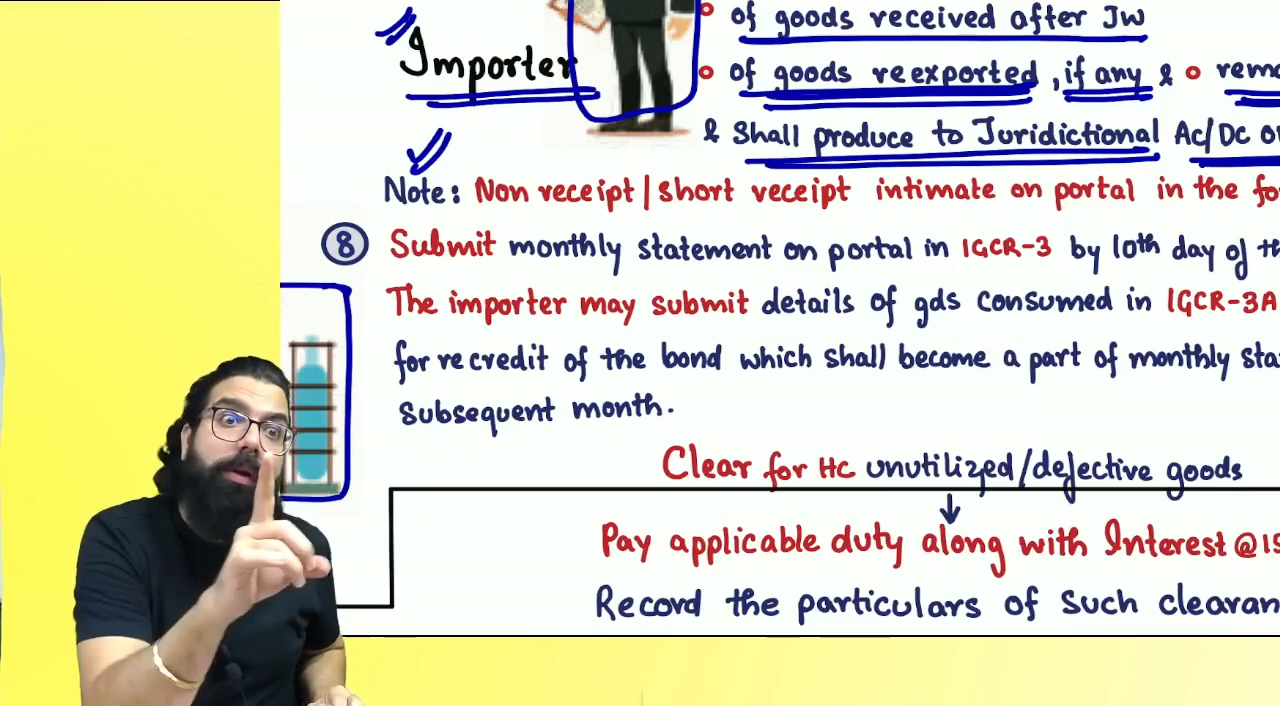 of goods received after JW
Importer
of goods reexported, if any &
& Shall produce to Juridictional Ac/Dc
Note: Non receipt/short receipt intimate on portal in the
8 Submit monthly statement on portal in IGCR-3 by 10th day of
The importer may submit details of gds consumed in IGCR-3A
for recredit of the bond which shall become a part of monthly
subsequent month.
Clear for HC unutilized/defective goods
Pay applicable duty along with Interest @
Record the particulars of such